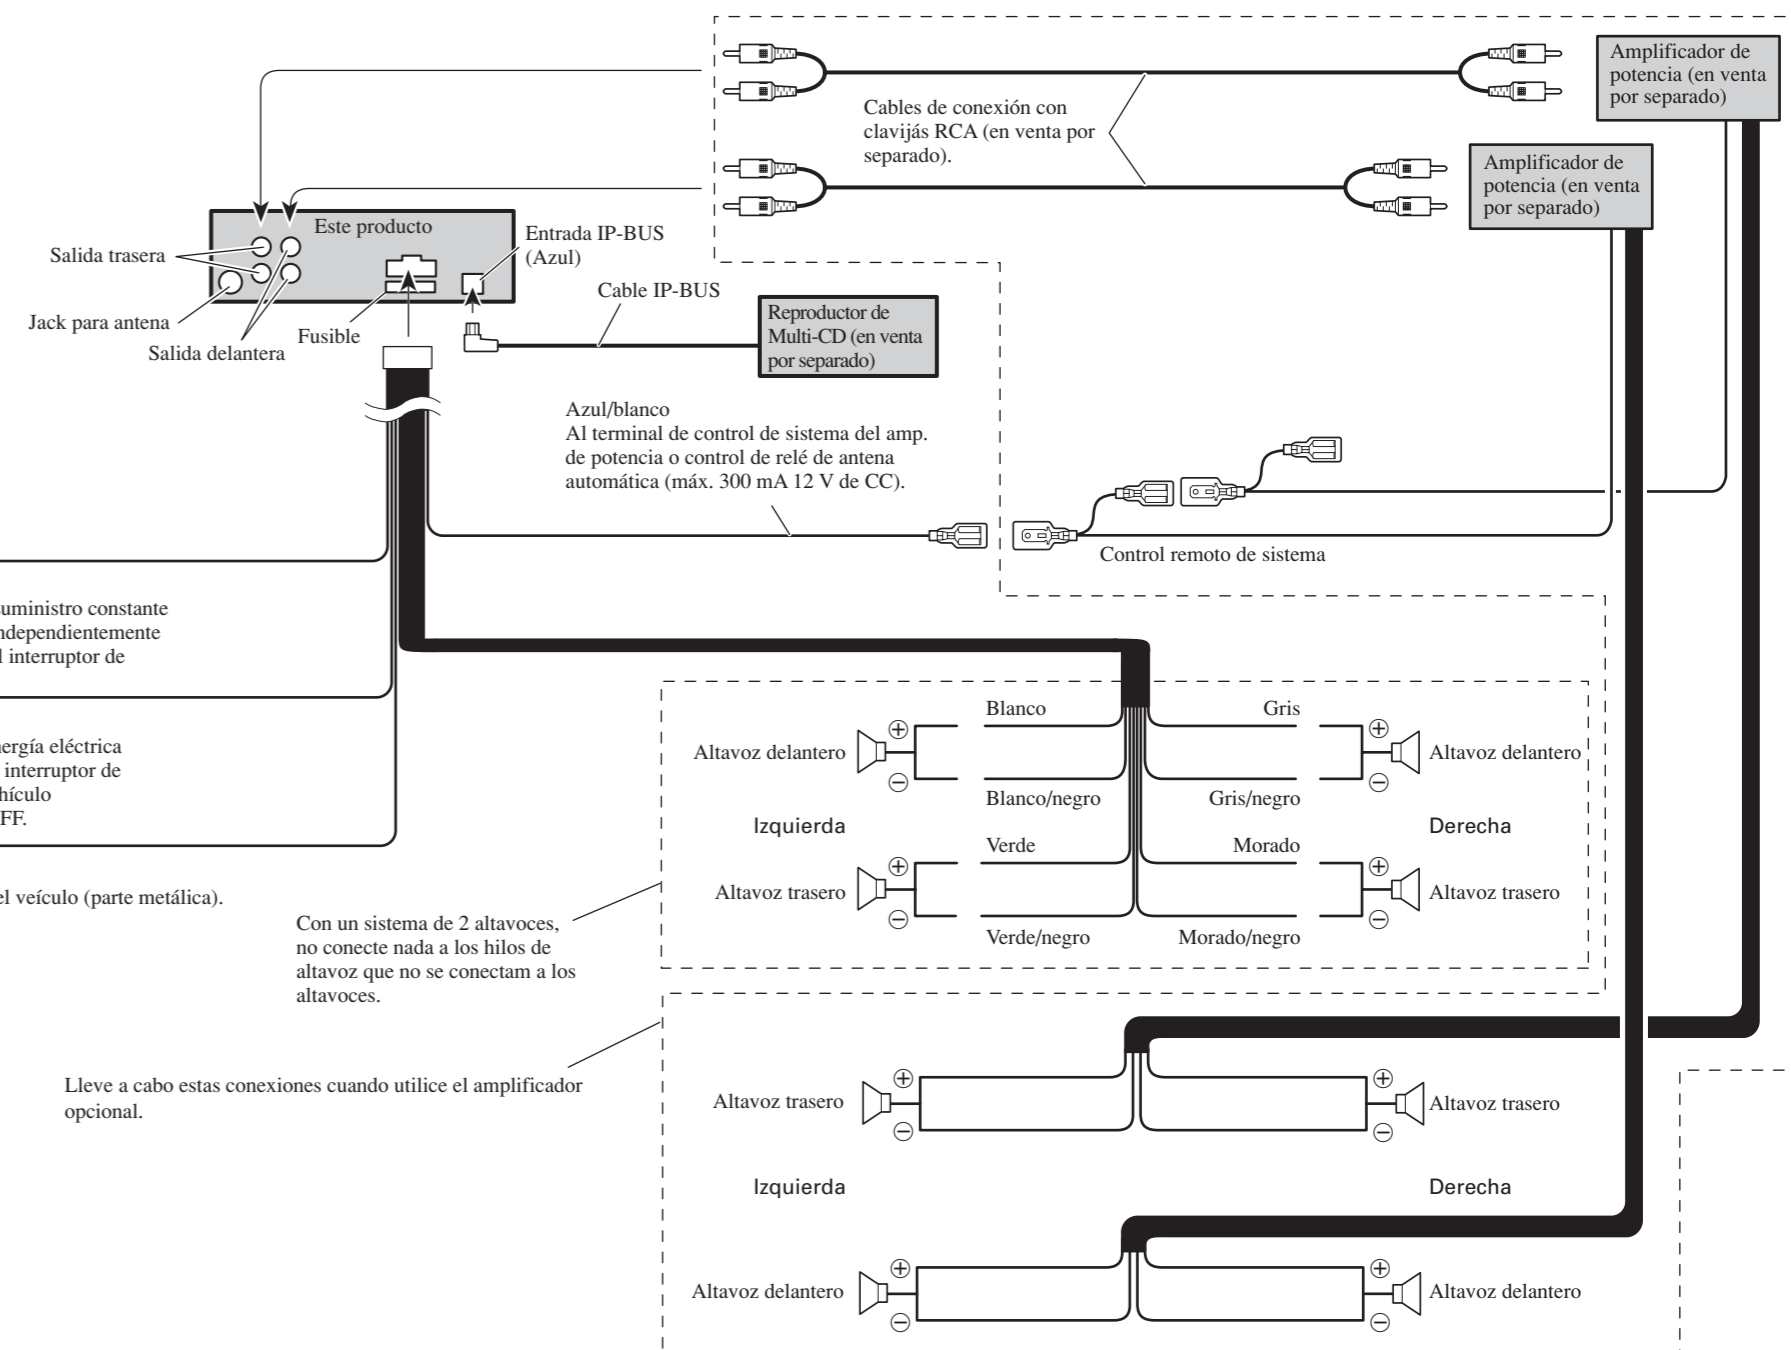 Amplificador de
potencia (en venta
por separado)
Cables de conexión con
clavijás RCA (en venta por
separado).
Amplificador de
potencia (en venta
por separado)
Este producto
Salida trasera
Entrada IP-BUS
(Azul)
Cable IP-BUS
Jack para antena
Salida delantera
Fusible
Reproductor de
Multi-CD (en venta
por separado)
Azul/blanco
Al terminal de control de sistema del amp.
de potencia o control de relé de antena
automática (máx. 300 mA 12 V de CC).
Control remoto de sistema
uministro constante
ndependientemente
l interruptor de
nergía eléctrica
interruptor de
hículo
FF.
el veículo (parte metálica).
Blanco
Gris
Altavoz delantero
+
+
Altavoz delantero
−
−
Blanco/negro
Gris/negro
Izquierda
Derecha
Verde
Morado
Altavoz trasero
+
+
Altavoz trasero
−
−
Verde/negro
Morado/negro
Con un sistema de 2 altavoces,
no conecte nada a los hilos de
altavoz que no se conectam a los
altavoces.
Lleve a cabo estas conexiones cuando utilice el amplificador
opcional.
Altavoz trasero
+
+
Altavoz trasero
−
−
Izquierda
Derecha
Altavoz delantero
+
+
Altavoz delantero
−
−